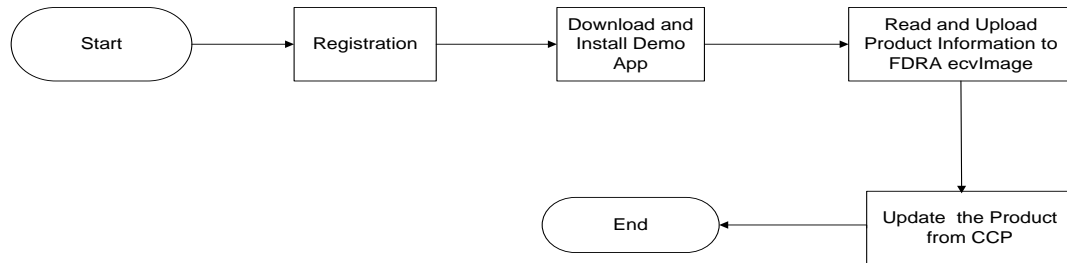 Start
Registration
Download and
Install Demo
App
Read and Upload
Product Information to
FDRA ecvImage
Update the Product
from CCP
End